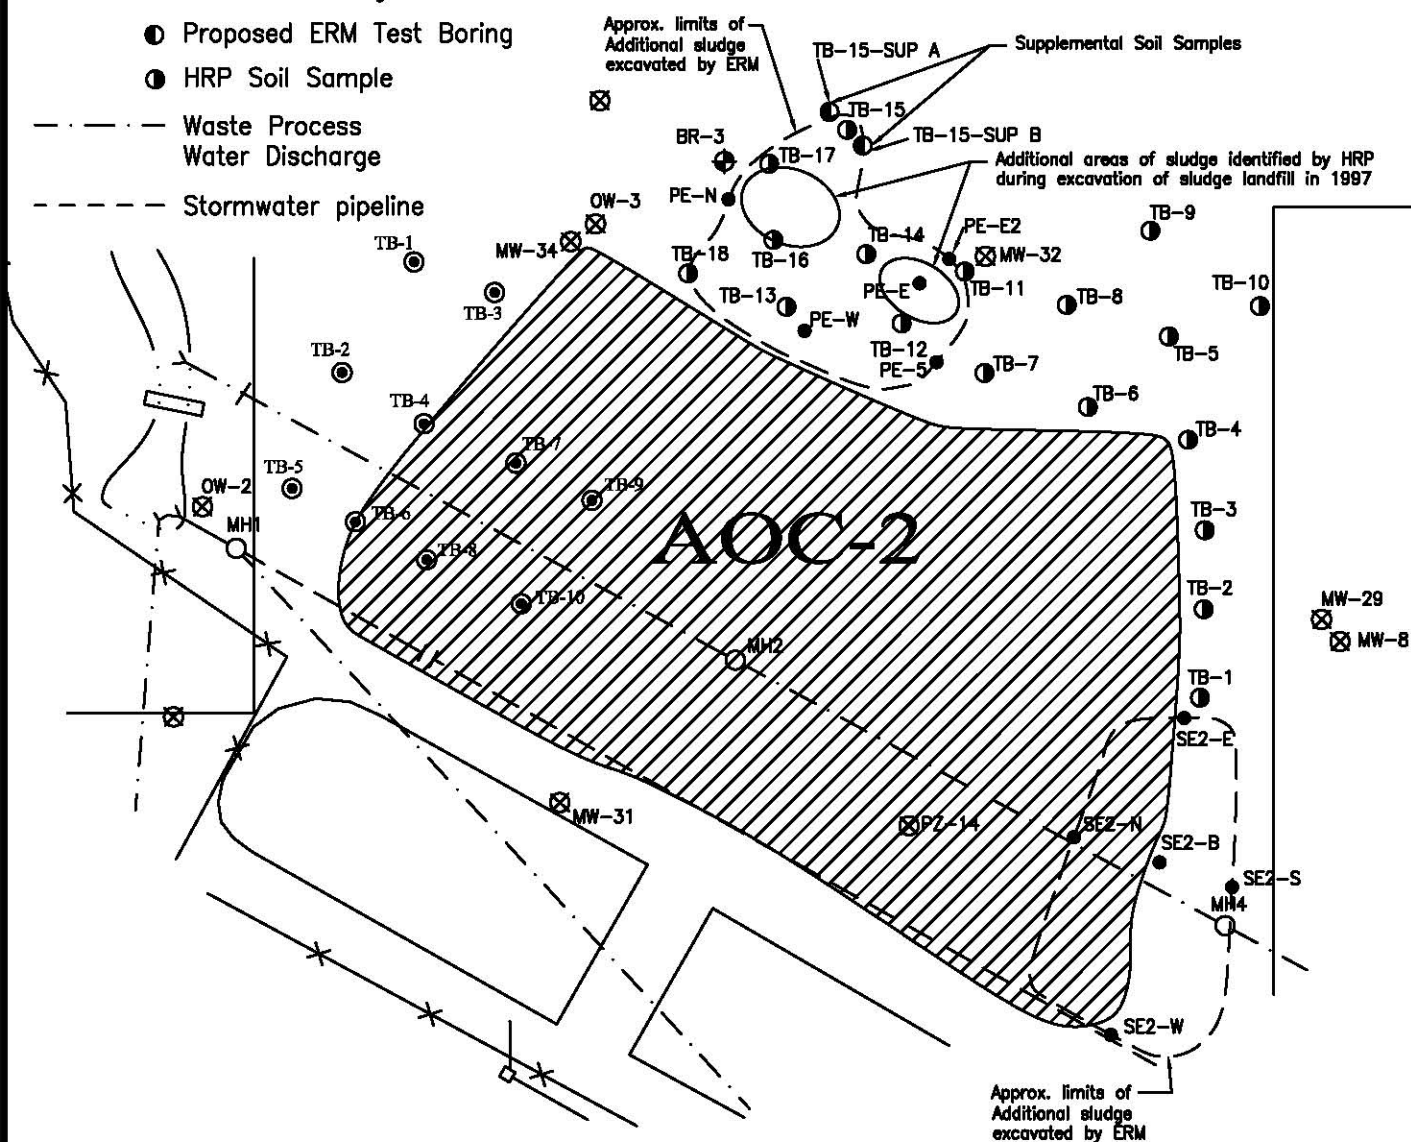 Proposed ERM Test Boring
HRP Soil Sample
Waste Process
Water Discharge
Stormwater pipeline
Approx. limits of
Additional sludge
excavated by ERM
TB-15-SUP A
Supplemental Soil Samples
TB-15
TB-15-SUP B
BR-3
TB-17
Additional areas of sludge identified by HRP
during excavation of sludge landfill in 1997
PE-N
OW-3
TB-9
TB-1
MW-34
TB-18
TB-16
TB-14
PE-E2
MW-32
TB-3
TB-13
PE-W
PE-E
TB-11
TB-8
TB-10
TB-2
TB-12
PE-5
TB-7
TB-5
TB-4
TB-6
TB-4
TB-7
TB-5
OW-2
TB-9
MH1
TB-6
AOC-2
TB-3
TB-8
TB-10
TB-2
MW-29
MW-8
MH2
TB-1
SE2-E
MW-31
PZ-14
SE2-N
SE2-B
SE2-S
MH4
SE2-W
Approx. limits of
Additional sludge
excavated by ERM